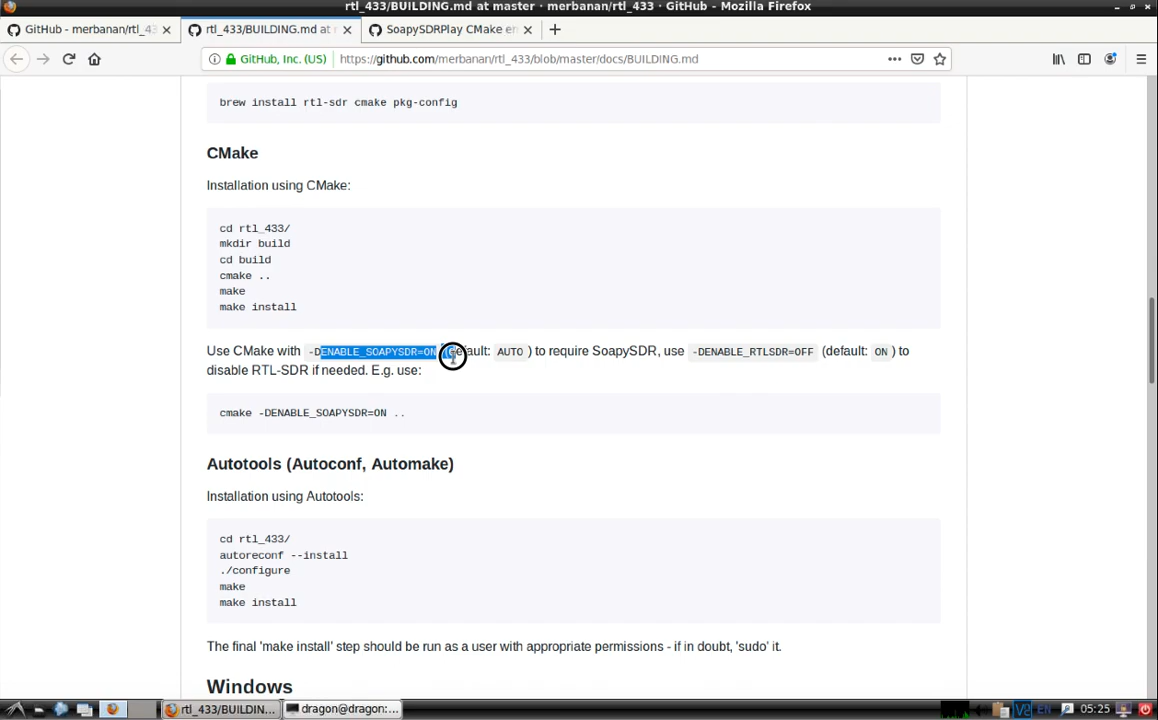 rtl_433/BUILDING.md at master · merbanan/rtl_433 · GitHub - Mozilla Firefox
GitHub - merbanan/rtl_43
rtl_433/BUILDING.md at
SoapySDRPlay CMake er
GitHub, Inc. (US)
https://github.com/merbanan/rtl_433/blob/master/docs/BUILDING.md
brew install rtl-sdr cmake pkg-config
CMake
Installation using CMake:
cd rtl_433/
mkdir build
cd build
cmake ..
make
make install
Use CMake with -DENABLE_SOAPYSDR=ON (default: AUTO ) to require SoapySDR, use -DENABLE_RTLSDR=OFF (default: ON ) to
disable RTL-SDR if needed. E.g. use:
cmake -DENABLE_SOAPYSDR=ON ..
Autotools (Autoconf, Automake)
Installation using Autotools:
cd rtl_433/
autoreconf --install
./configure
make
make install
The final 'make install' step should be run as a user with appropriate permissions - if in doubt, 'sudo' it.
Windows
rtl_433/BUILDIN...
dragon@dragon:...
EN
05:25